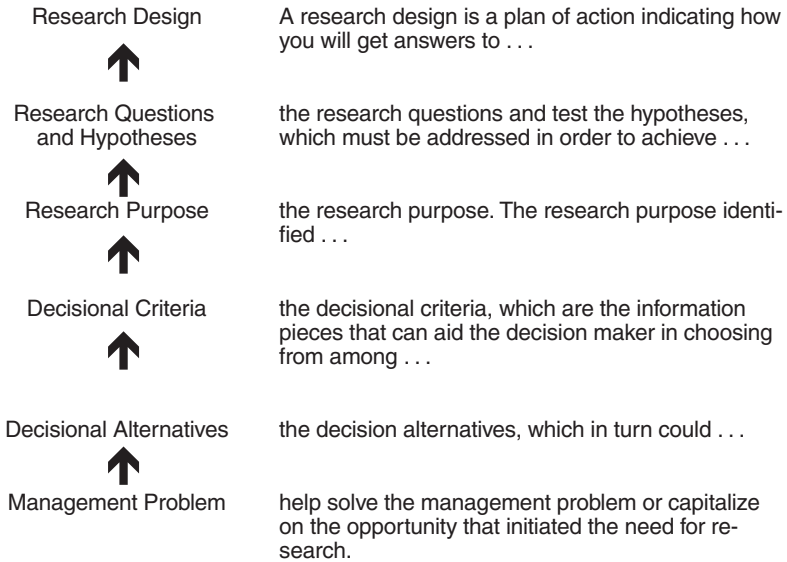 Research Design
A research design is a plan of action indicating how
you will get answers to . . .
Research Questions
and Hypotheses
the research questions and test the hypotheses,
which must be addressed in order to achieve . . .
Research Purpose
the research purpose. The research purpose identi-
fied . . .
Decisional Criteria
the decisional criteria, which are the information
pieces that can aid the decision maker in choosing
from among . . .
Decisional Alternatives
the decision alternatives, which in turn could . . .
Management Problem
help solve the management problem or capitalize
on the opportunity that initiated the need for re-
search.